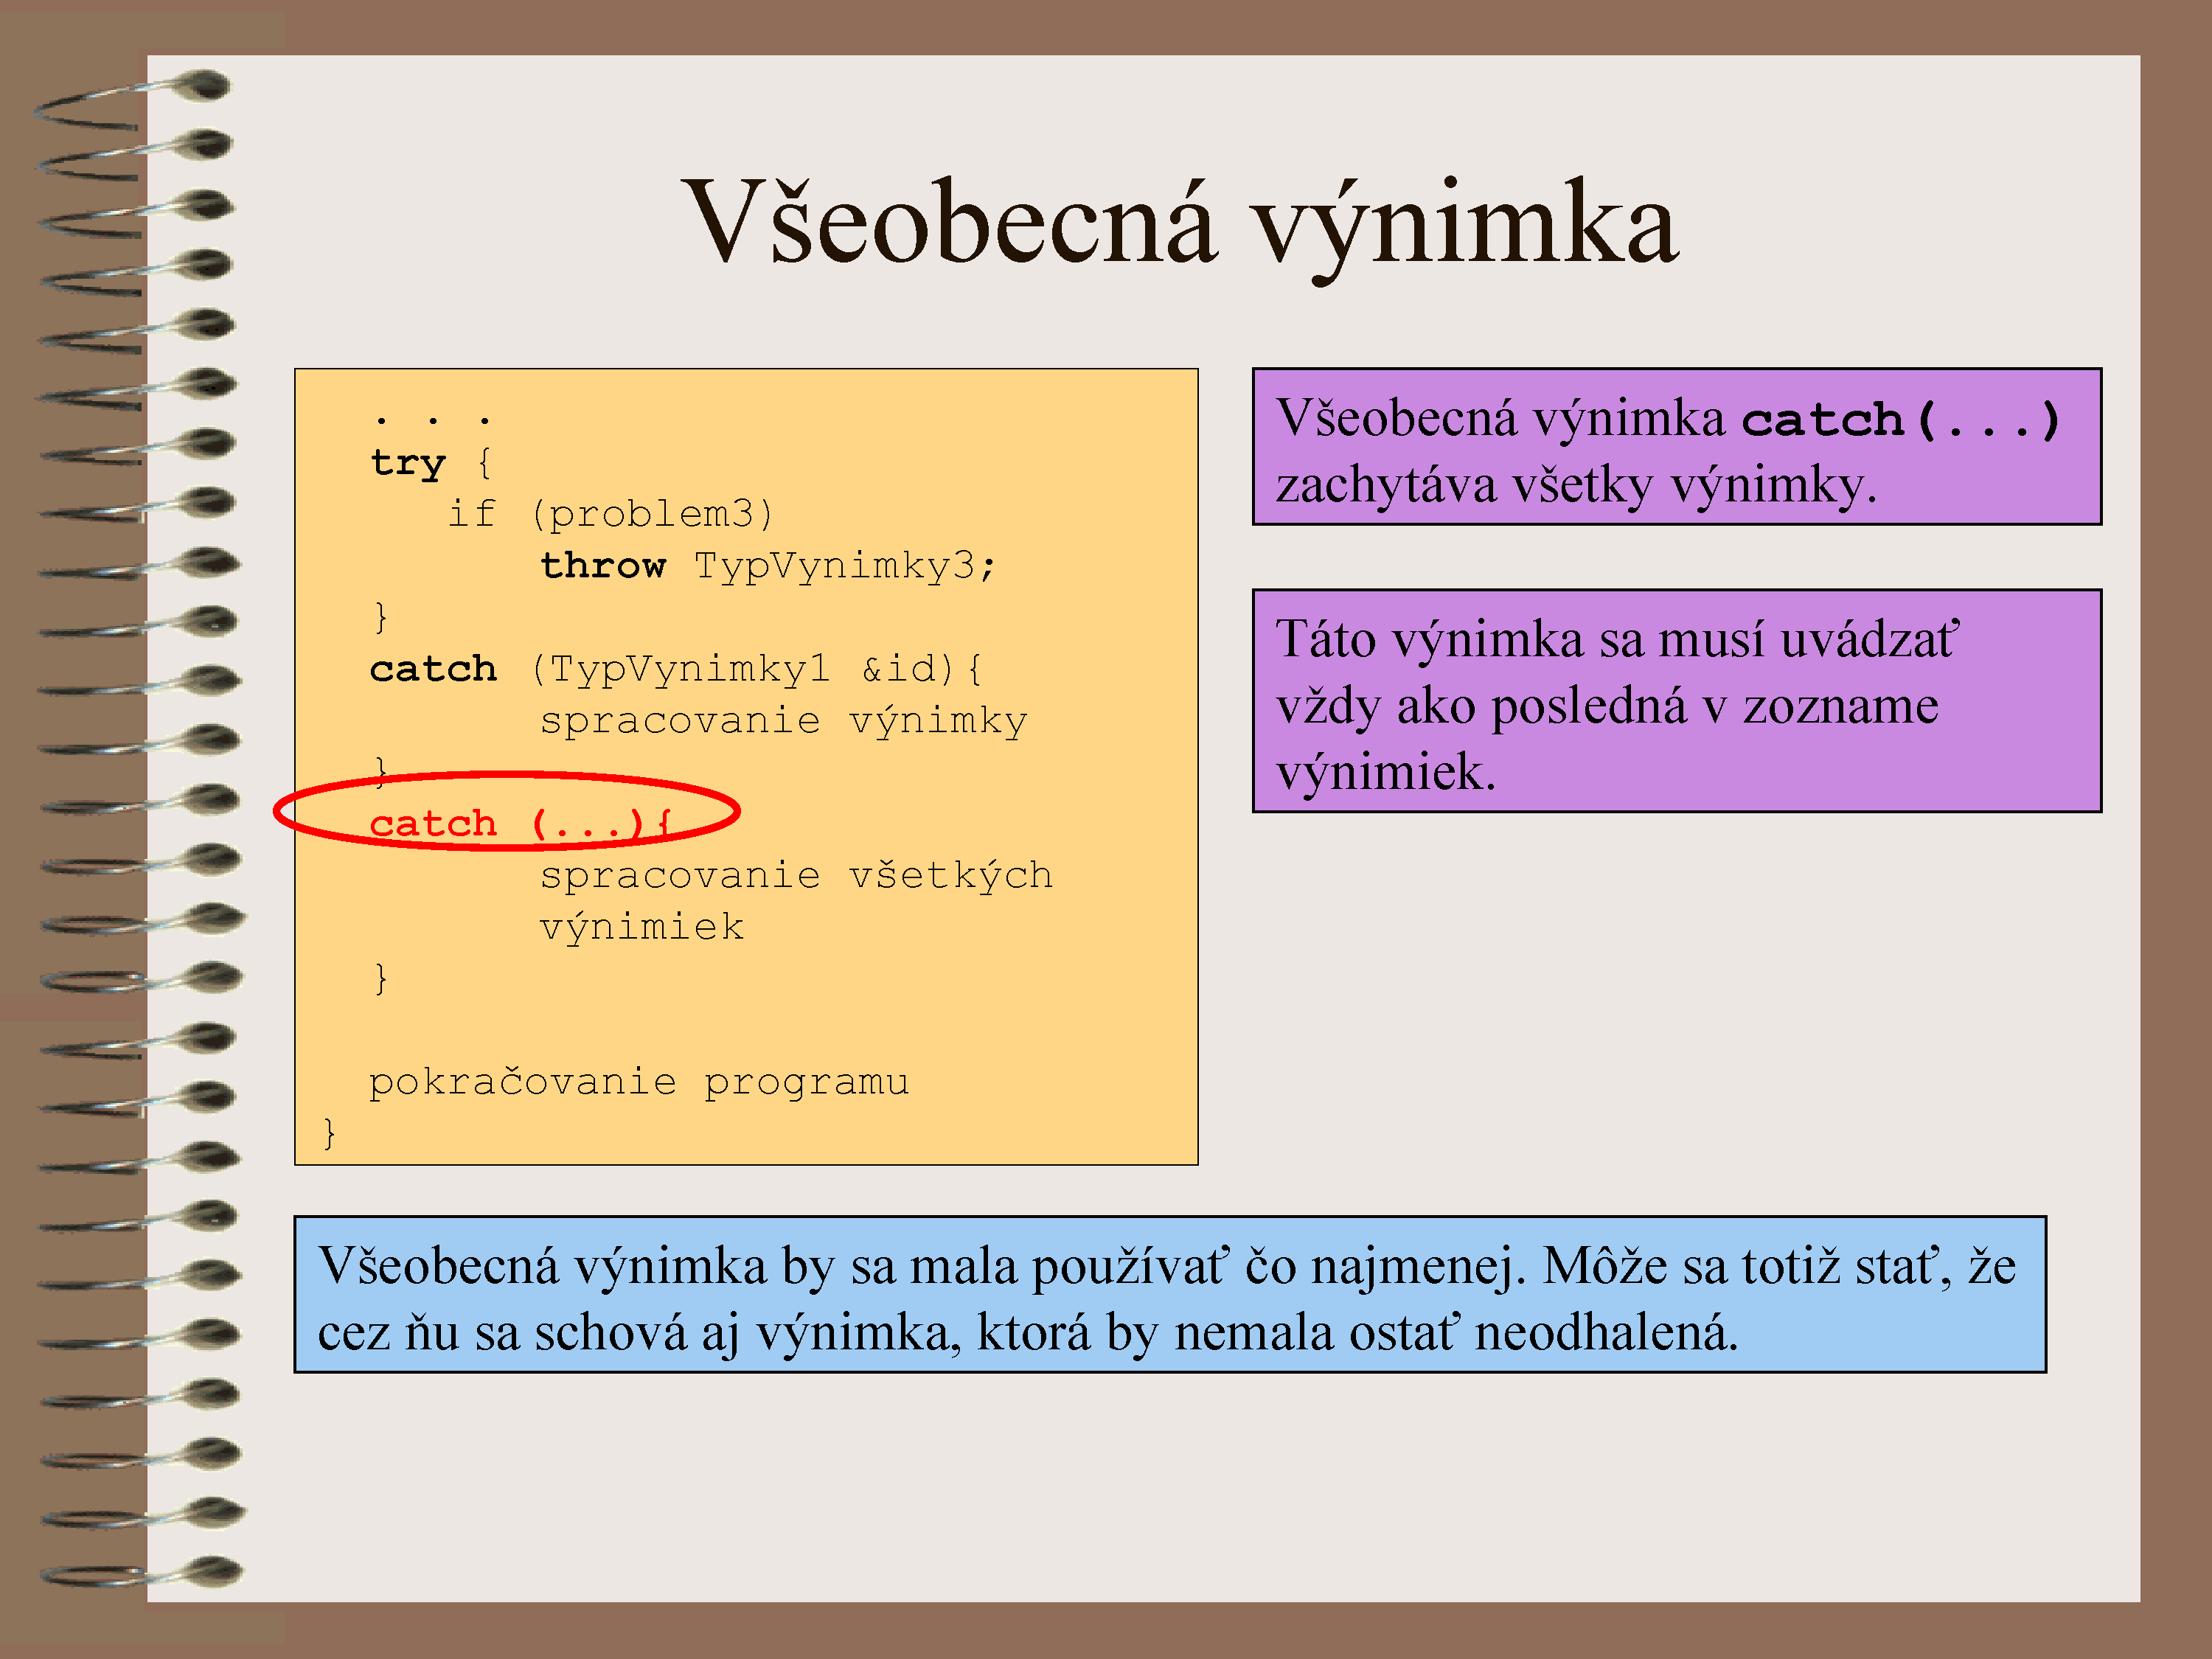 Všeobecná výnimka
. . .
try {
if (problem3)
throw TypVynimky3;
}
catch (TypVynimky1 &id){
spracovanie výnimky
}
catch (...){
spracovanie všetkých
výnimiek
}
pokračovanie programu
}
Všeobecná výnimka catch(...)
zachytáva všetky výnimky.
Táto výnimka sa musí uvádzať
vždy ako posledná v zozname
výnimiek.
Všeobecná výnimka by sa mala používať čo najmenej. Môže sa totiž stať, že
cez ňu sa schová aj výnimka, ktorá by nemala ostať neodhalená.